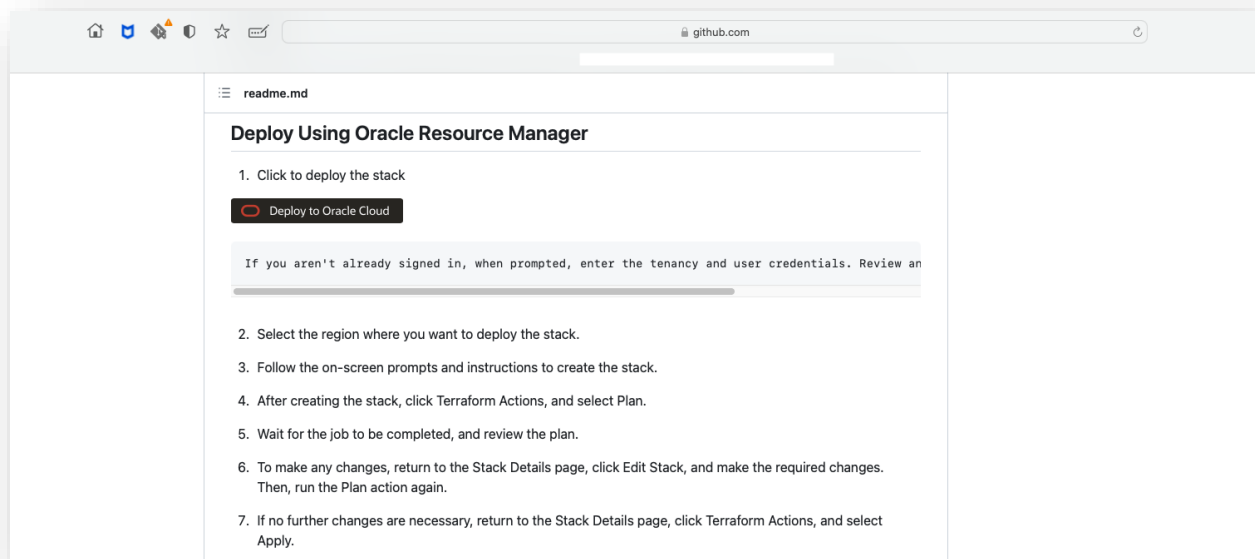 github.com
readme.md
Deploy Using Oracle Resource Manager
1. Click to deploy the stack
Deploy to Oracle Cloud
If you aren't already signed in, when prompted, enter the tenancy and user credentials. Review an
2. Select the region where you want to deploy the stack.
3. Follow the on-screen prompts and instructions to create the stack.
4. After creating the stack, click Terraform Actions, and select Plan.
5. Wait for the job to be completed, and review the plan.
6. To make any changes, return to the Stack Details page, click Edit Stack, and make the required changes.
Then, run the Plan action again.
7. If no further changes are necessary, return to the Stack Details page, click Terraform Actions, and select
Apply.